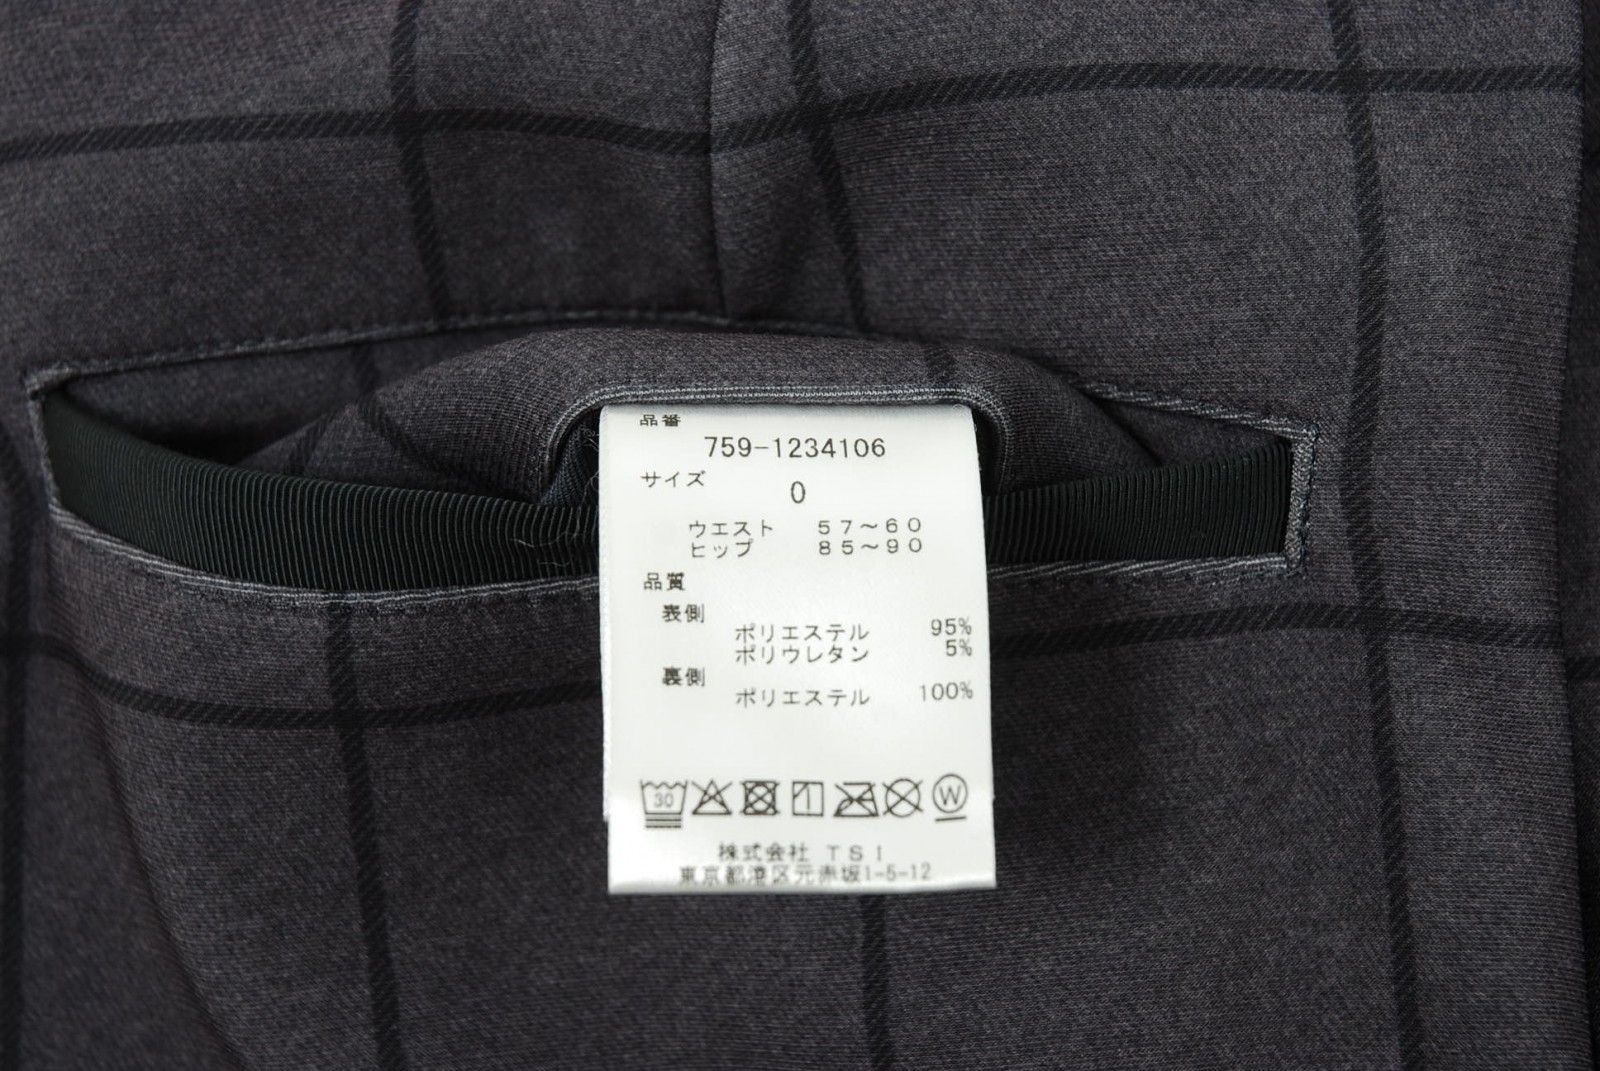 品番
759-1234106
サイズ
0
ウエスト 57～60
ヒップ 85～90
品質
表側
ポリエステル 95%
ポリウレタン 5%
裏側
ポリエステル 100%
30 W
株式会社 TSI
東京都港区元赤坂1-5-12